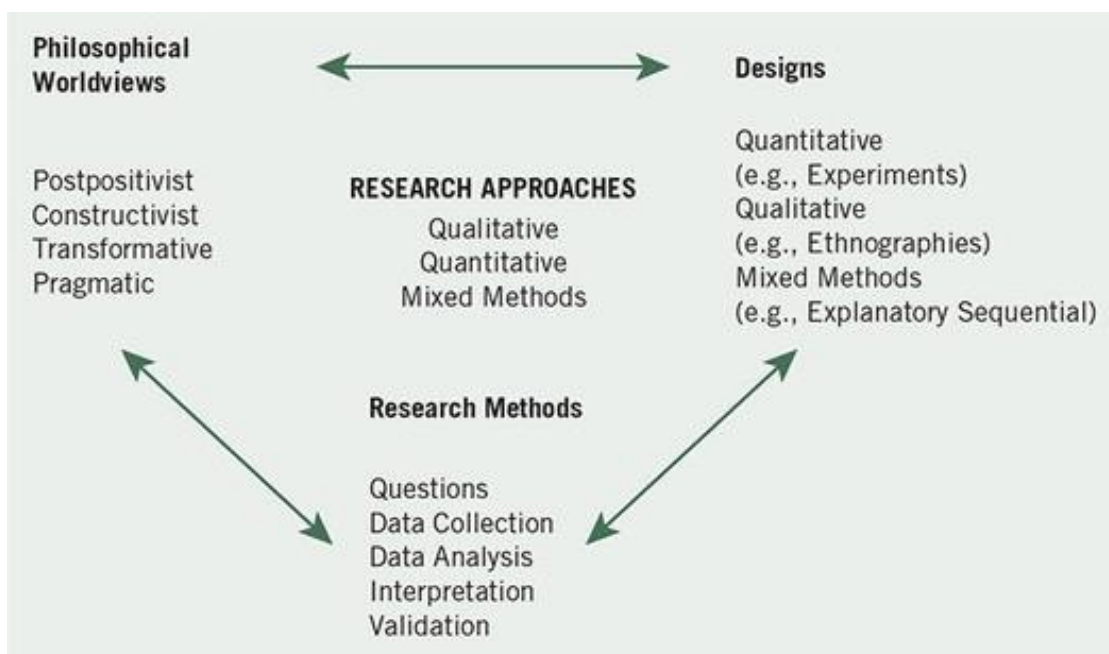 Philosophical
Worldviews
Postpositivist
Constructivist
Transformative
Pragmatic
RESEARCH APPROACHES
Qualitative
Quantitative
Mixed Methods
Designs
Quantitative
(e.g., Experiments)
Qualitative
(e.g., Ethnographies)
Mixed Methods
(e.g., Explanatory Sequential)
Research Methods
Questions
Data Collection
Data Analysis
Interpretation
Validation